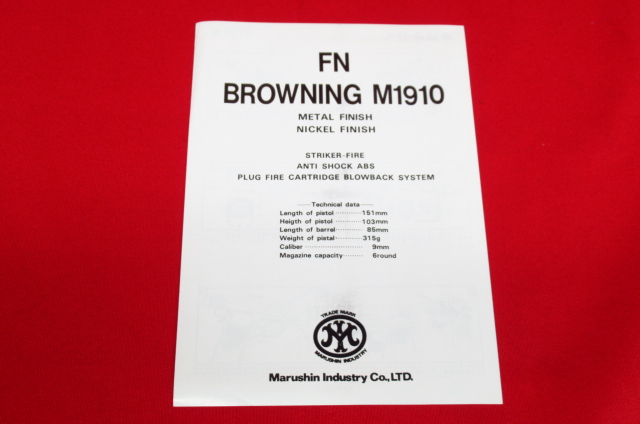 FN
BROWNING M1910
METAL FINISH
NICKEL FINISH
STRIKER-FIRE
ANTI SHOCK ABS
PLUG FIRE CARTRIDGE BLOWBACK SYSTEM
Technical data
Length of pistol 151mm
Heigth of pistol 103mm
Length of barrel 85mm
Weight of pistal 315g
Caliber 9mm
Magazine capacity 6round
TRADE MARK
MARUSHIN INDUSTRY
Marushin Industry Co., LTD.